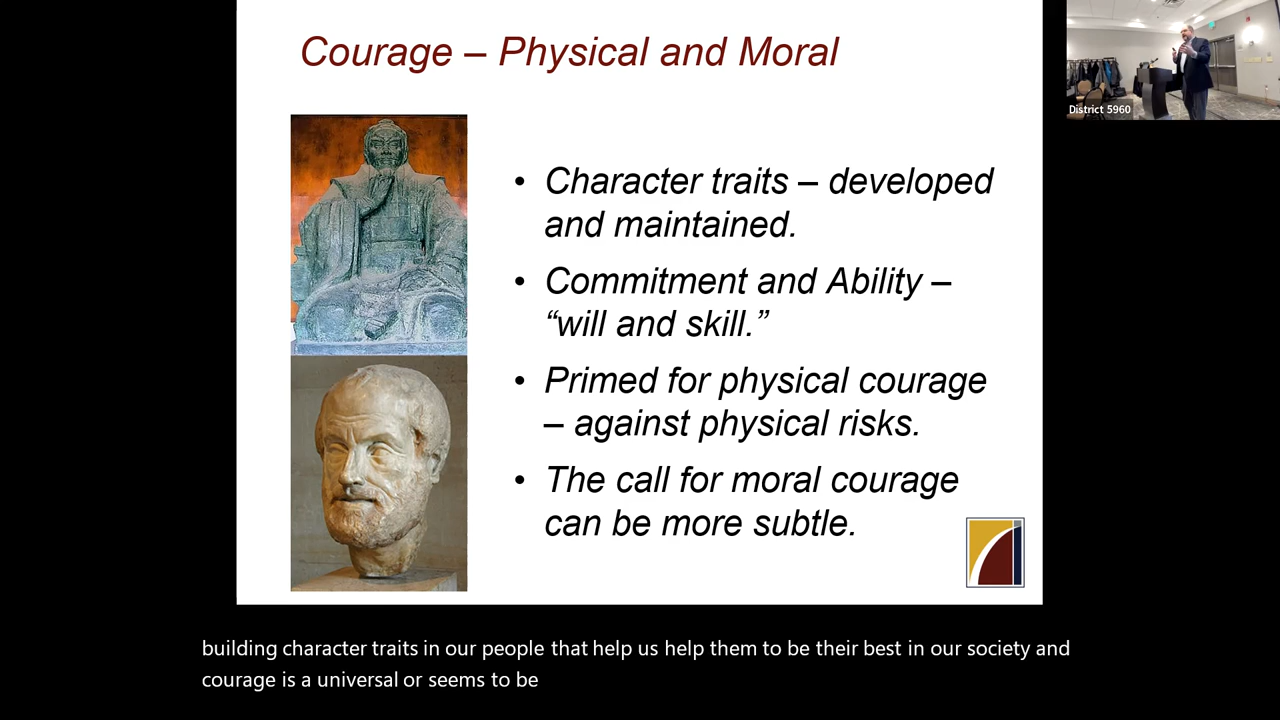 Courage – Physical and Moral
District 5960
• Character traits – developed
and maintained.
• Commitment and Ability –
“will and skill.”
• Primed for physical courage
– against physical risks.
• The call for moral courage
can be more subtle.
building character traits in our people that help us help them to be their best in our society and
courage is a universal or seems to be